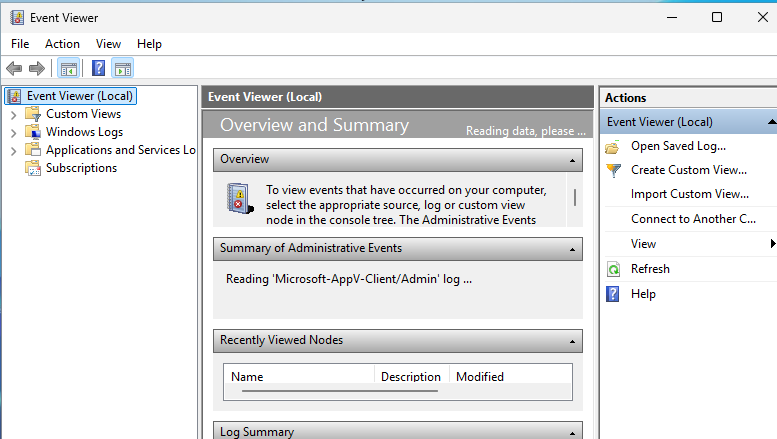 Event Viewer
File Action View Help
Event Viewer (Local)
Custom Views
Windows Logs
Applications and Services Lo
Subscriptions
Event Viewer (Local)
Overview and Summary
Reading data, please ...
Overview
To view events that have occurred on your computer,
select the appropriate source, log or custom view
node in the console tree. The Administrative Events
Summary of Administrative Events
Reading 'Microsoft-AppV-Client/Admin' log ...
Recently Viewed Nodes
Name Description Modified
Log Summary
Actions
Event Viewer (Local)
Open Saved Log...
Create Custom View...
Import Custom View...
Connect to Another C...
View
Refresh
Help